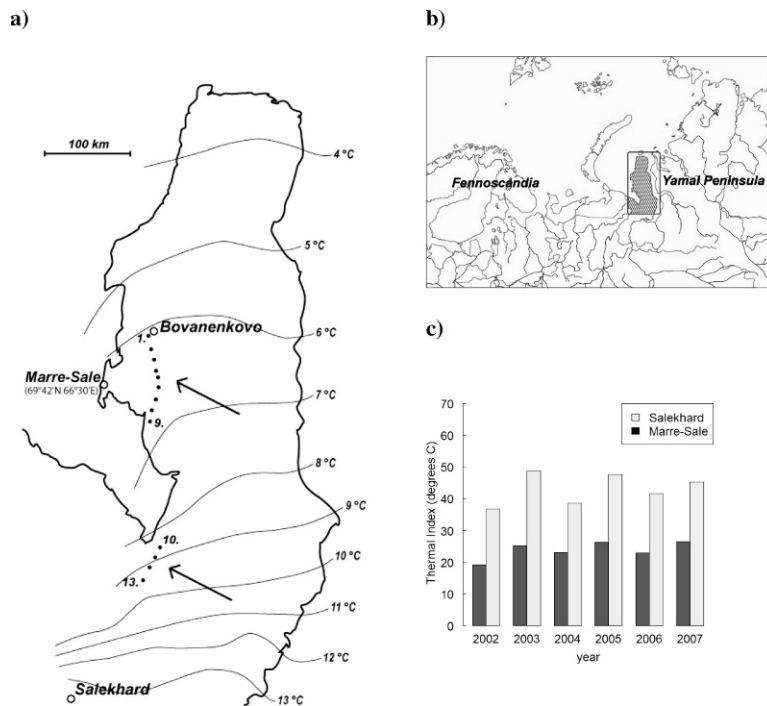 a)
100 km
4°C
5°C
6°C
1. Bovanenkovo
Marre-Sale
(69°42'N 66°30'E)
7°C
9.
8°C
9°C
10.
10°C
13.
11°C
12°C
Salekhard
13°C
b)
Fennoscandia
Yamal Peninsula
c)
Thermal Index (degrees C)
70
60
50
40
30
20
10
0
Salekhard
Marre-Sale
2002 2003 2004 2005 2006 2007
year